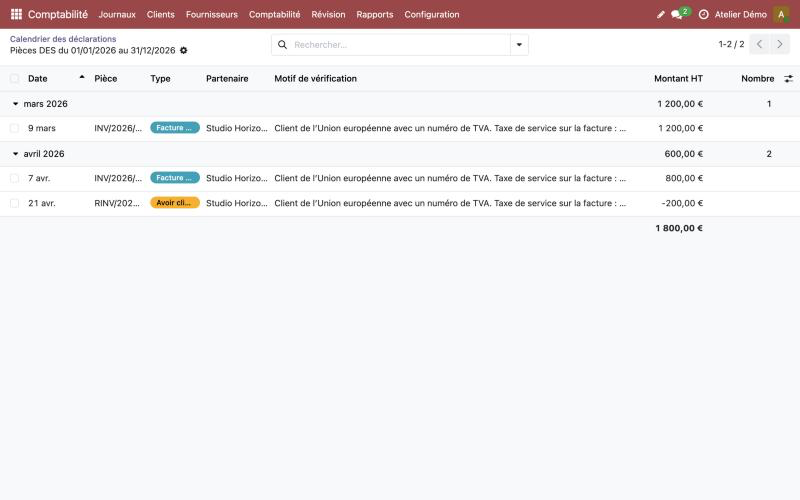 Comptabilité Journaux Clients Fournisseurs Comptabilité Révision Rapports Configuration 2 Atelier Démo A
Calendrier des déclarations
Pièces DES du 01/01/2026 au 31/12/2026
Rechercher...
1-2 / 2
Date Pièce Type Partenaire Motif de vérification Montant HT Nombre
mars 2026 1 200,00 € 1
9 mars INV/2026/... Facture ... Studio Horizo... Client de l’Union européenne avec un numéro de TVA. Taxe de service sur la facture : ... 1 200,00 €
avril 2026 600,00 € 2
7 avr. INV/2026/... Facture ... Studio Horizo... Client de l’Union européenne avec un numéro de TVA. Taxe de service sur la facture : ... 800,00 €
21 avr. RINV/202... Avoir cli... Studio Horizo... Client de l’Union européenne avec un numéro de TVA. Taxe de service sur la facture : ... -200,00 €
1 800,00 €